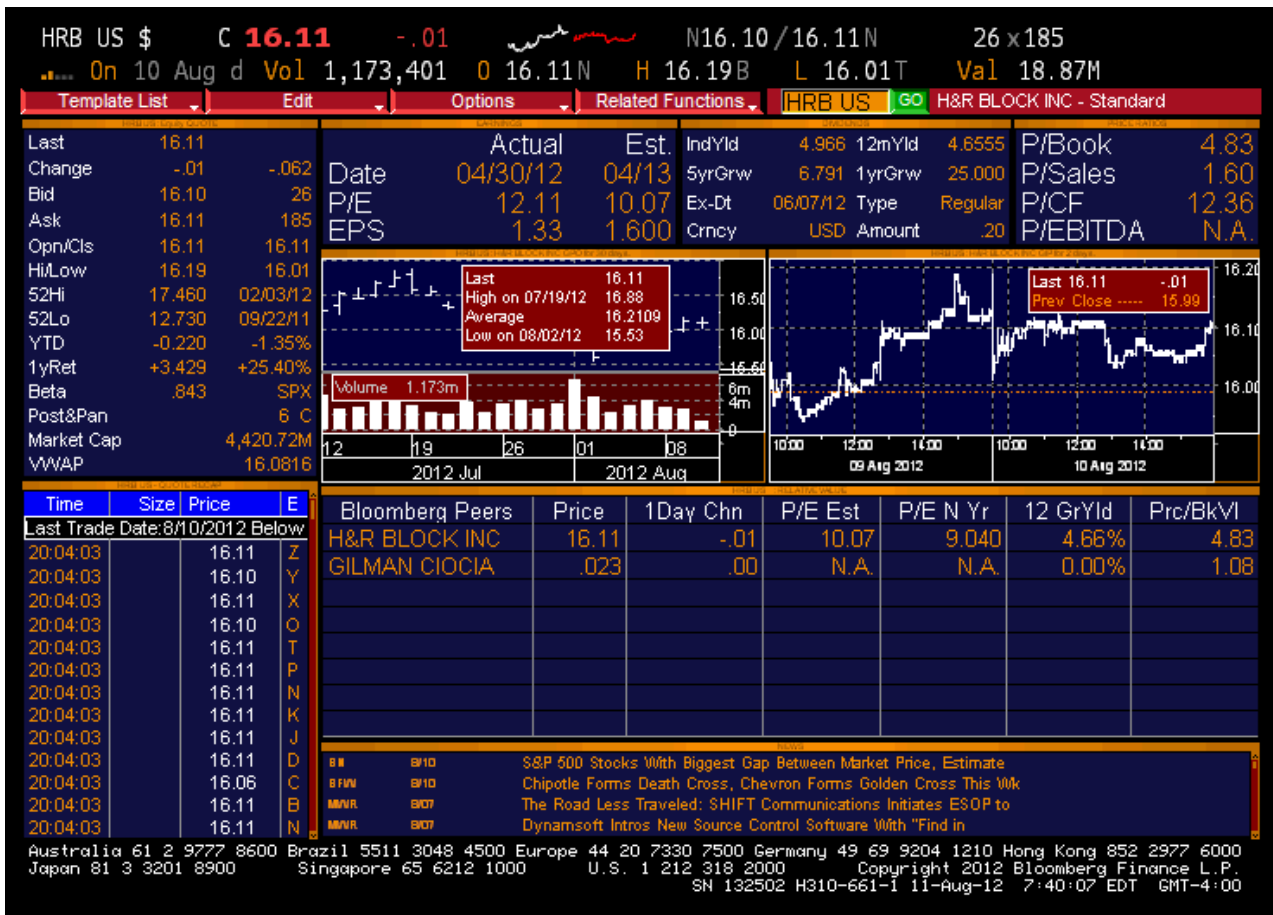 HRB US $ C 16.11 -.01 N16.10/16.11N 26×185
On 10 Aug d Vol 1,173,401 O 16.11N H 16.19B L 16.01T Val 18.87M
Template List Edit Options Related Functions HRB US GO H&R BLOCK INC - Standard
EARNINGS DIVIDENDS PRICE RATIOS
Last 16.11
Change -.01 -.062
Bid 16.10 26
Ask 16.11 185
Opn/Cls 16.11 16.11
Hi/Low 16.19 16.01
52Hi 17.460 02/03/12
52Lo 12.730 09/22/11
YTD -0.220 -1.35%
1yRet +3.429 +25.40%
Beta .843 SPX
Post&Pan 6 C
Market Cap 4,420.72M
VWAP 16.0816
Actual Est.
Date 04/30/12 04/13
P/E 12.11 10.07
EPS 1.33 1.600
IndYld 4.966 12mYld 4.6555
5yrGrw 6.791 1yrGrw 25.000
Ex-Dt 06/07/12 Type Regular
Crncy USD Amount .20
P/Book 4.83
P/Sales 1.60
P/CF 12.36
P/EBITDA N.A.
Last 16.11
High on 07/19/12 16.88
Average 16.2109
Low on 08/02/12 15.53
16.50
16.00
15.50
Volume 1.173m
6m
4m
0
12 19 26 01 08
2012 Jul 2012 Aug
Last 16.11 -.01
Prev Close ----- 15.99
16.20
16.10
16.00
10:00 12:00 14:00 10:00 12:00 14:00
09 Aug 2012 10 Aug 2012
HRB US - QUOTE RECAP
Time Size Price E
Last Trade Date:8/10/2012 Below
20:04:03 16.11 Z
20:04:03 16.10 Y
20:04:03 16.11 X
20:04:03 16.10 O
20:04:03 16.11 T
20:04:03 16.11 P
20:04:03 16.11 N
20:04:03 16.11 K
20:04:03 16.11 J
20:04:03 16.11 D
20:04:03 16.06 C
20:04:03 16.11 B
20:04:03 16.11 N
HRB US RELATIVE VALUE
Bloomberg Peers Price 1Day Chn P/E Est P/E N Yr 12 GrYld Prc/BkVl
H&R BLOCK INC 16.11 -.01 10.07 9.040 4.66% 4.83
GILMAN CIOCIA .023 .00 N.A. N.A. 0.00% 1.08
NEWS
BN 8/10 S&P 500 Stocks With Biggest Gap Between Market Price, Estimate
BFW 8/10 Chipotle Forms Death Cross, Chevron Forms Golden Cross This Wk
MWR 8/07 The Road Less Traveled: SHIFT Communications Initiates ESOP to
MWR 8/07 Dynamsoft Intros New Source Control Software With "Find in
Australia 61 2 9777 8600 Brazil 5511 3048 4500 Europe 44 20 7330 7500 Germany 49 69 9204 1210 Hong Kong 852 2977 6000
Japan 81 3 3201 8900 Singapore 65 6212 1000 U.S. 1 212 318 2000 Copyright 2012 Bloomberg Finance L.P.
SN 132502 H310-661-1 11-Aug-12 7:40:07 EDT GMT-4:00